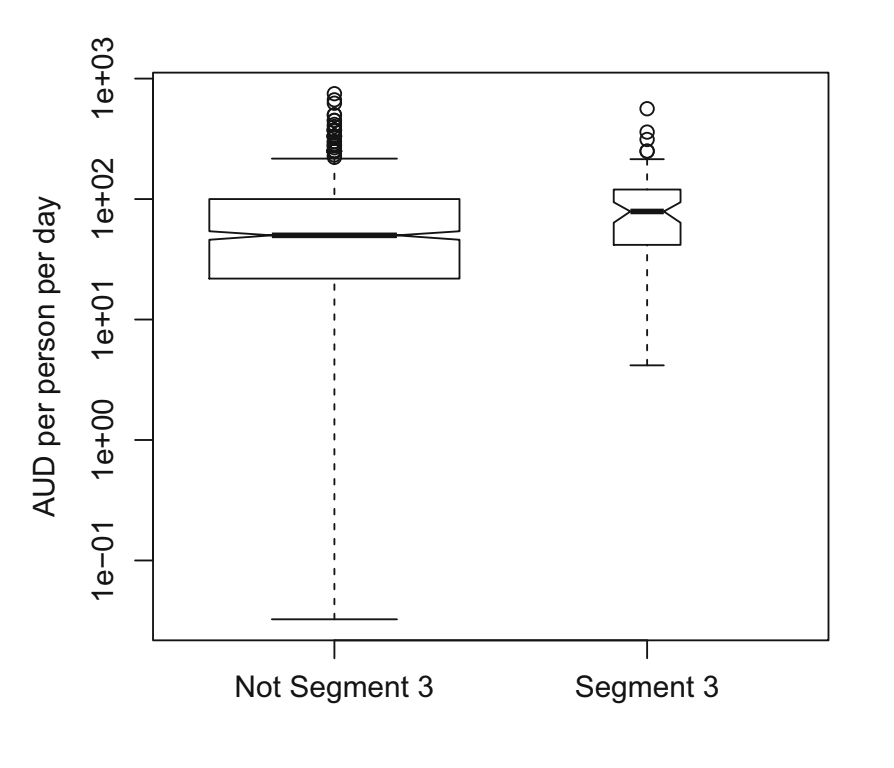 AUD per person per day
1e+03
1e+02
1e+01
1e+00
1e−01
Not Segment 3
Segment 3